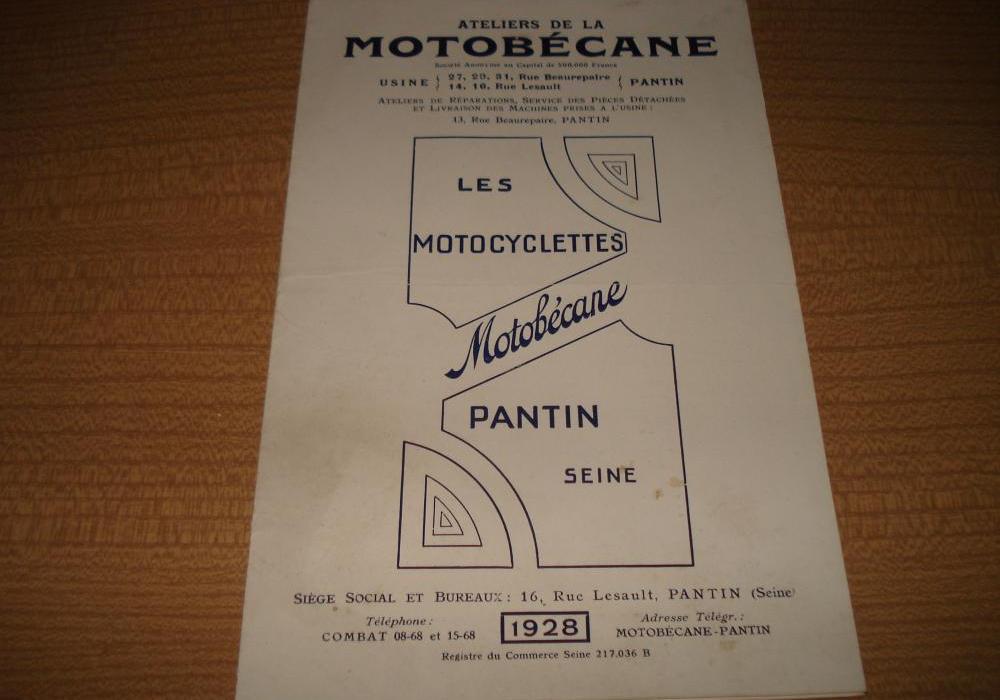 ATELIERS DE LA
MOTOBÉCANE
Société Anonyme au Capital de 500.000 Francs
USINE } 27, 29, 31, Rue Beaurepaire { PANTIN
14, 16, Rue Lesault
ATELIERS DE RÉPARATIONS, SERVICE DES PIÈCES DÉTACHÉES
ET LIVRAISON DES MACHINES PRISES A L'USINE :
13, Rue Beaurepaire, PANTIN
LES
MOTOCYCLETTES
Motobécane
PANTIN
SEINE
SIÈGE SOCIAL ET BUREAUX : 16, Rue Lesault, PANTIN (Seine)
Téléphone :
COMBAT 08-68 et 15-68
1928
Adresse Télégr. :
MOTOBÉCANE-PANTIN
Registre du Commerce Seine 217.036 B